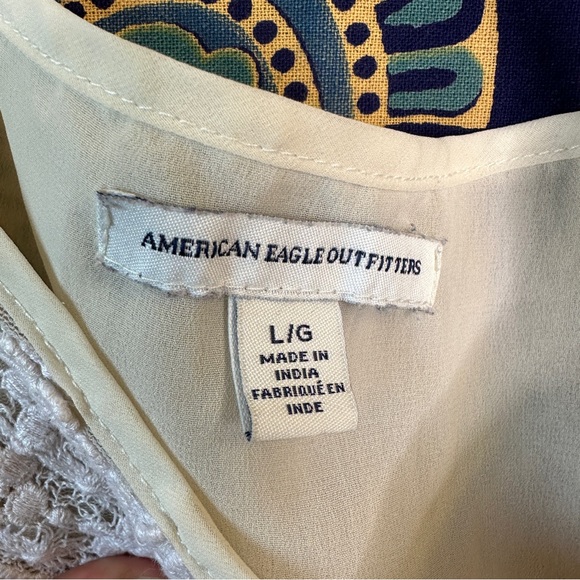 AMERICAN EAGLE OUTFITTERS
L/G
MADE IN
INDIA
FABRIQUÉ EN
INDE